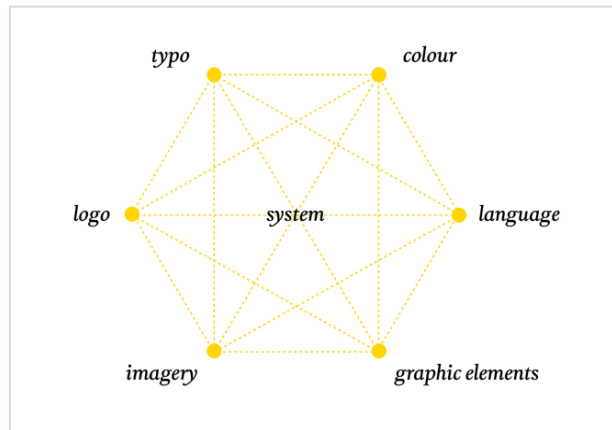 typo
colour
logo
system
language
imagery
graphic elements